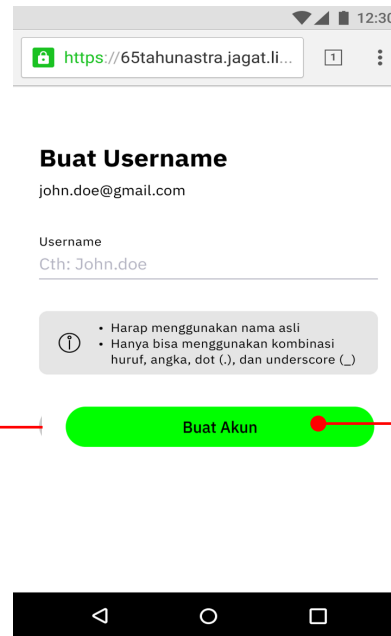 12:30
https://65tahunastra.jagat.li...
1
Buat Username
john.doe@gmail.com
Username
Cth: John.doe
• Harap menggunakan nama asli
• Hanya bisa menggunakan kombinasi
huruf, angka, dot (.), dan underscore (_)
Buat Akun